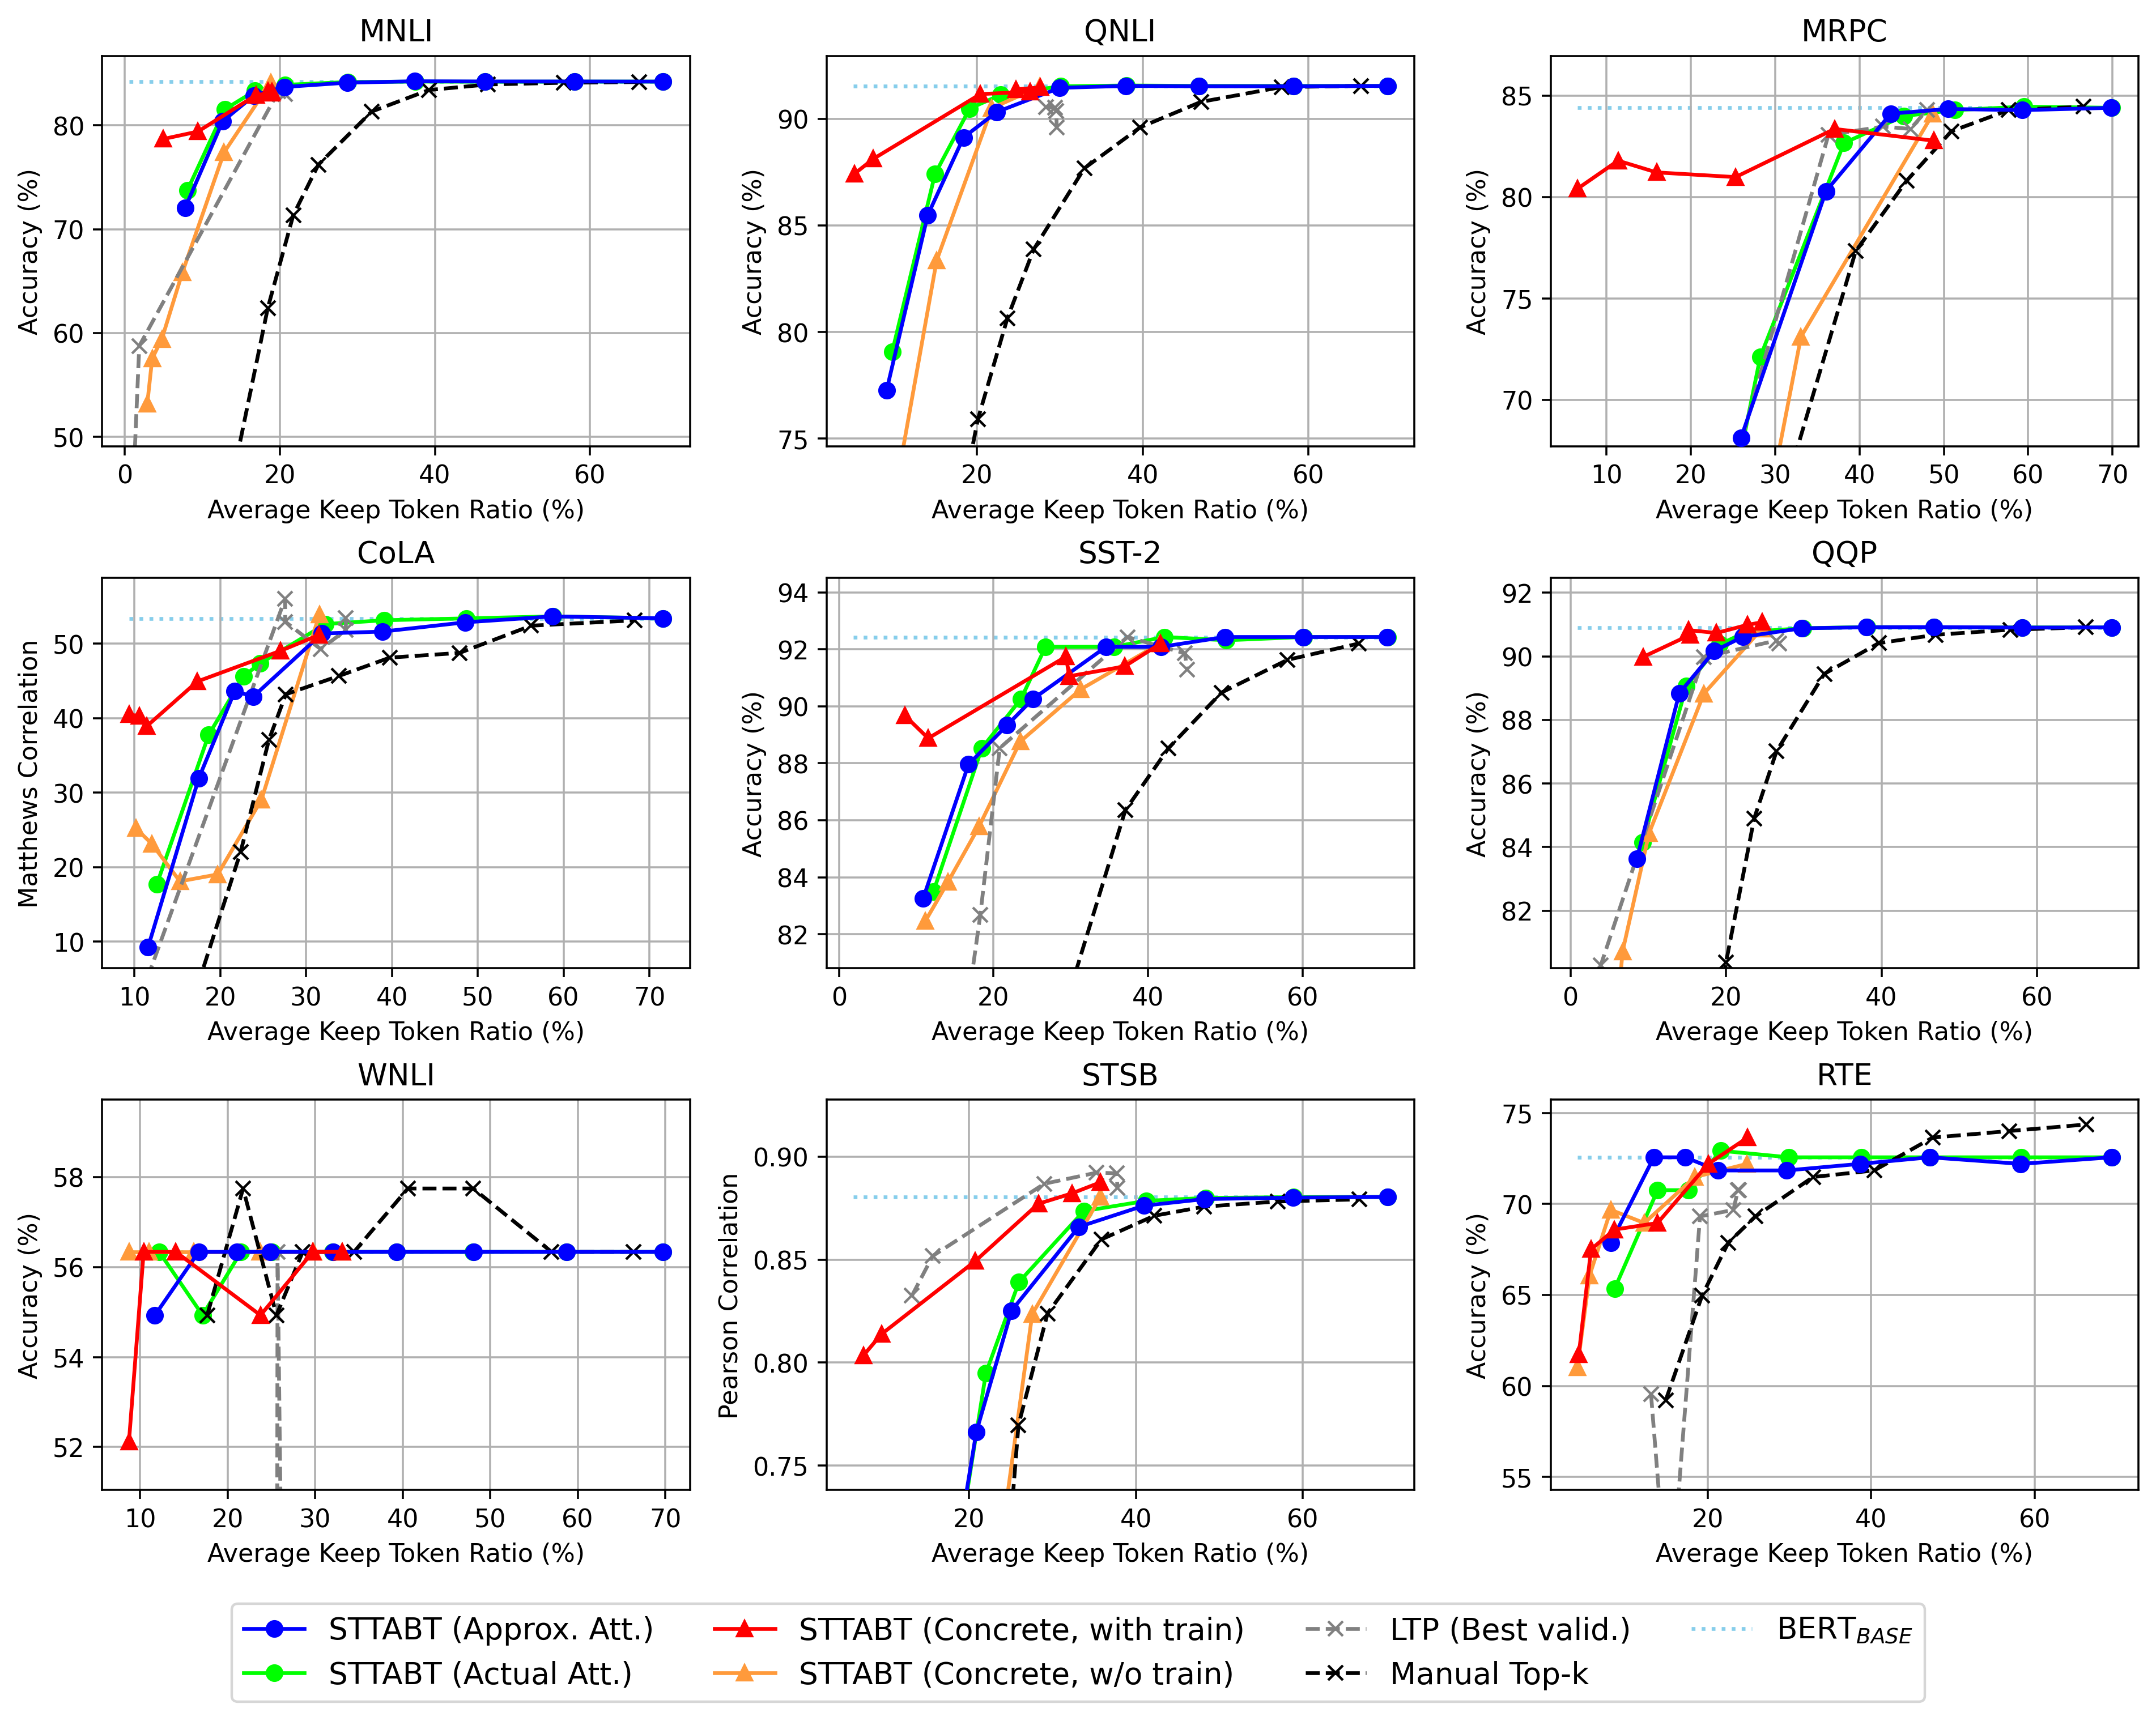 MNLI
QNLI
MRPC
80
70
60
50
Accuracy (%)
0 20 40 60
Average Keep Token Ratio (%)
90
85
80
75
Accuracy (%)
20 40 60
Average Keep Token Ratio (%)
85
80
75
70
Accuracy (%)
10 20 30 40 50 60 70
Average Keep Token Ratio (%)
CoLA
SST-2
QQP
50
40
30
20
10
Matthews Correlation
10 20 30 40 50 60 70
Average Keep Token Ratio (%)
94
92
90
88
86
84
82
Accuracy (%)
0 20 40 60
Average Keep Token Ratio (%)
92
90
88
86
84
82
Accuracy (%)
0 20 40 60
Average Keep Token Ratio (%)
WNLI
STSB
RTE
58
56
54
52
Accuracy (%)
10 20 30 40 50 60 70
Average Keep Token Ratio (%)
0.90
0.85
0.80
0.75
Pearson Correlation
20 40 60
Average Keep Token Ratio (%)
75
70
65
60
55
Accuracy (%)
20 40 60
Average Keep Token Ratio (%)
STTABT (Approx. Att.)
STTABT (Actual Att.)
STTABT (Concrete, with train)
STTABT (Concrete, w/o train)
LTP (Best valid.)
Manual Top-k
BERT_BASE